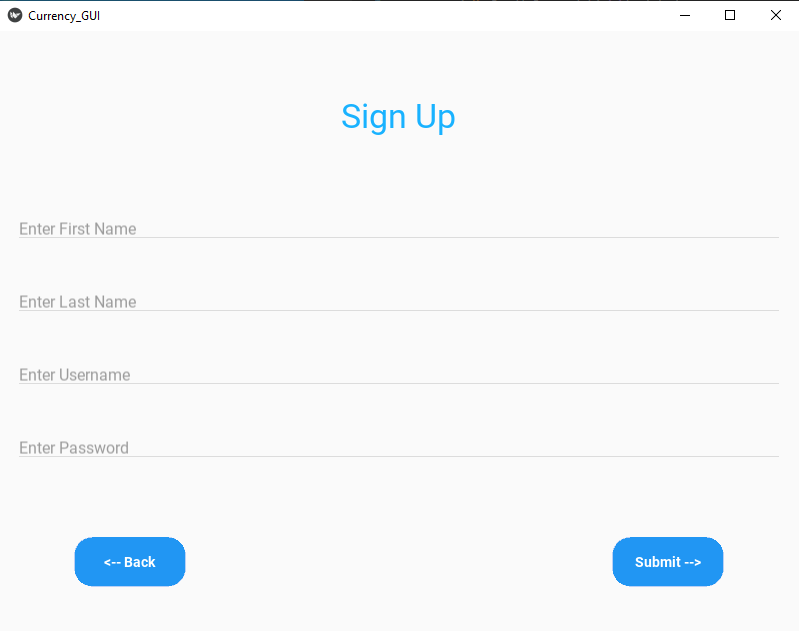 Currency_GUI
Sign Up
Enter First Name
Enter Last Name
Enter Username
Enter Password
<-- Back
Submit -->